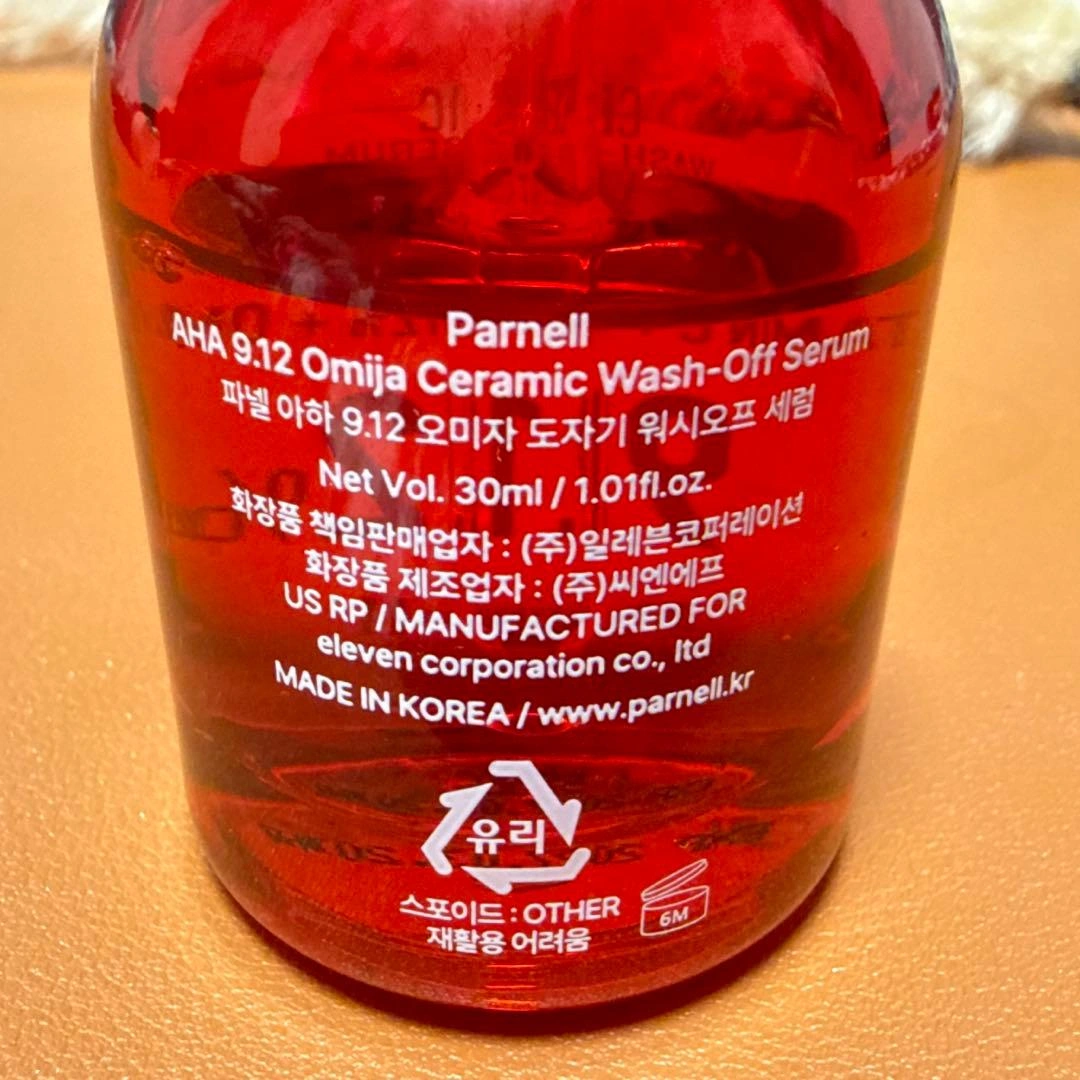 Parnell
AHA 9.12 Omija Ceramic Wash-Off Serum
파넬 아하 9.12 오미자 도자기 워시오프 세럼
Net Vol. 30ml / 1.01fl.oz.
화장품 책임판매업자 : (주)일레븐코퍼레이션
화장품 제조업자 : (주)씨엔에프
US RP / MANUFACTURED FOR
eleven corporation co., ltd
MADE IN KOREA / www.parnell.kr
유리
스포이드 : OTHER
재활용 어려움
6M